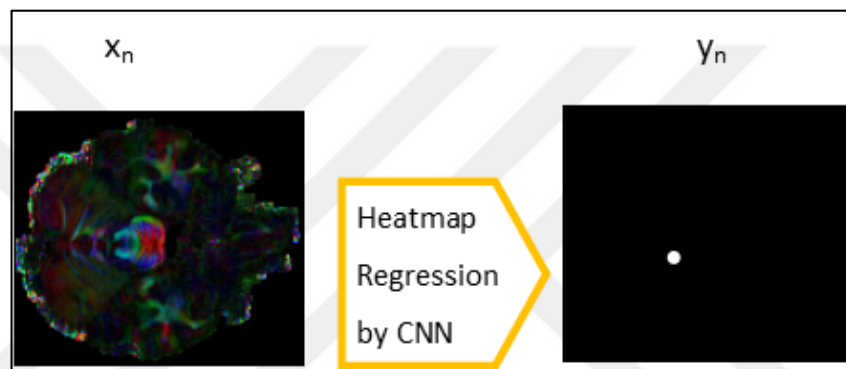 xₙ
yₙ
Heatmap
Regression
by CNN